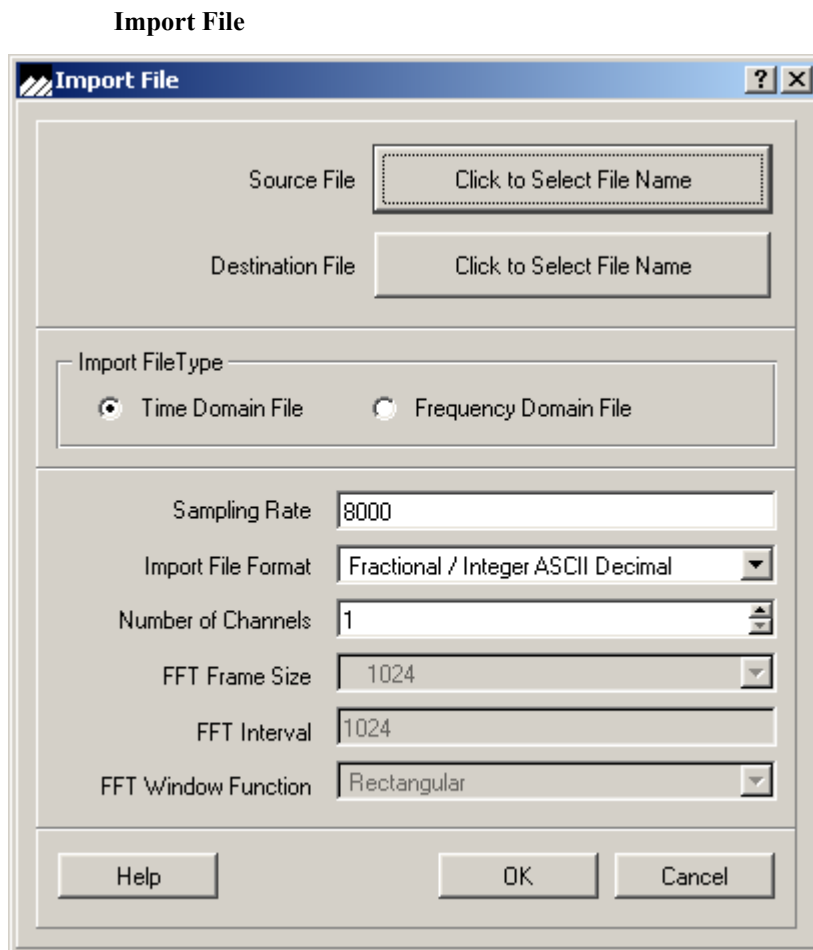 Import File
Import File
Source File Click to Select File Name
Destination File Click to Select File Name
Import FileType
Time Domain File Frequency Domain File
Sampling Rate 8000
Import File Format Fractional / Integer ASCII Decimal
Number of Channels 1
FFT Frame Size 1024
FFT Interval 1024
FFT Window Function Rectangular
Help OK Cancel